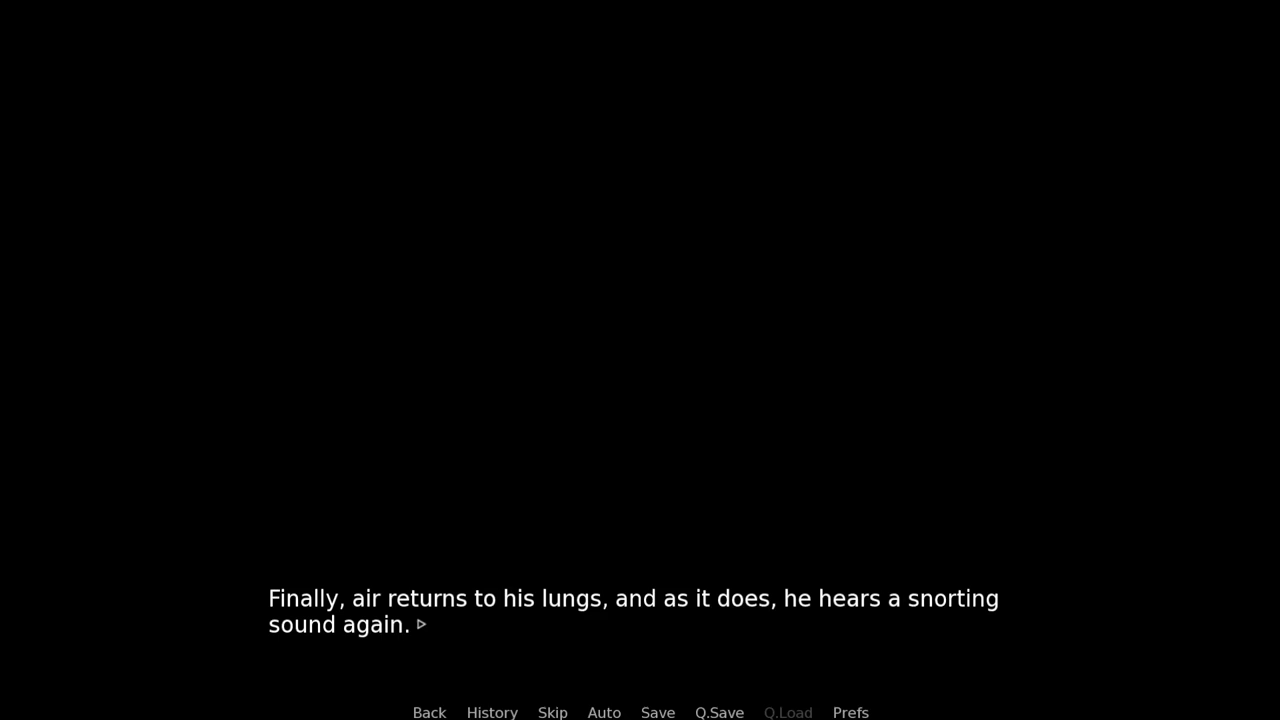 Finally, air returns to his lungs, and as it does, he hears a snorting
sound again.
Back History Skip Auto Save Q.Save Q.Load Prefs